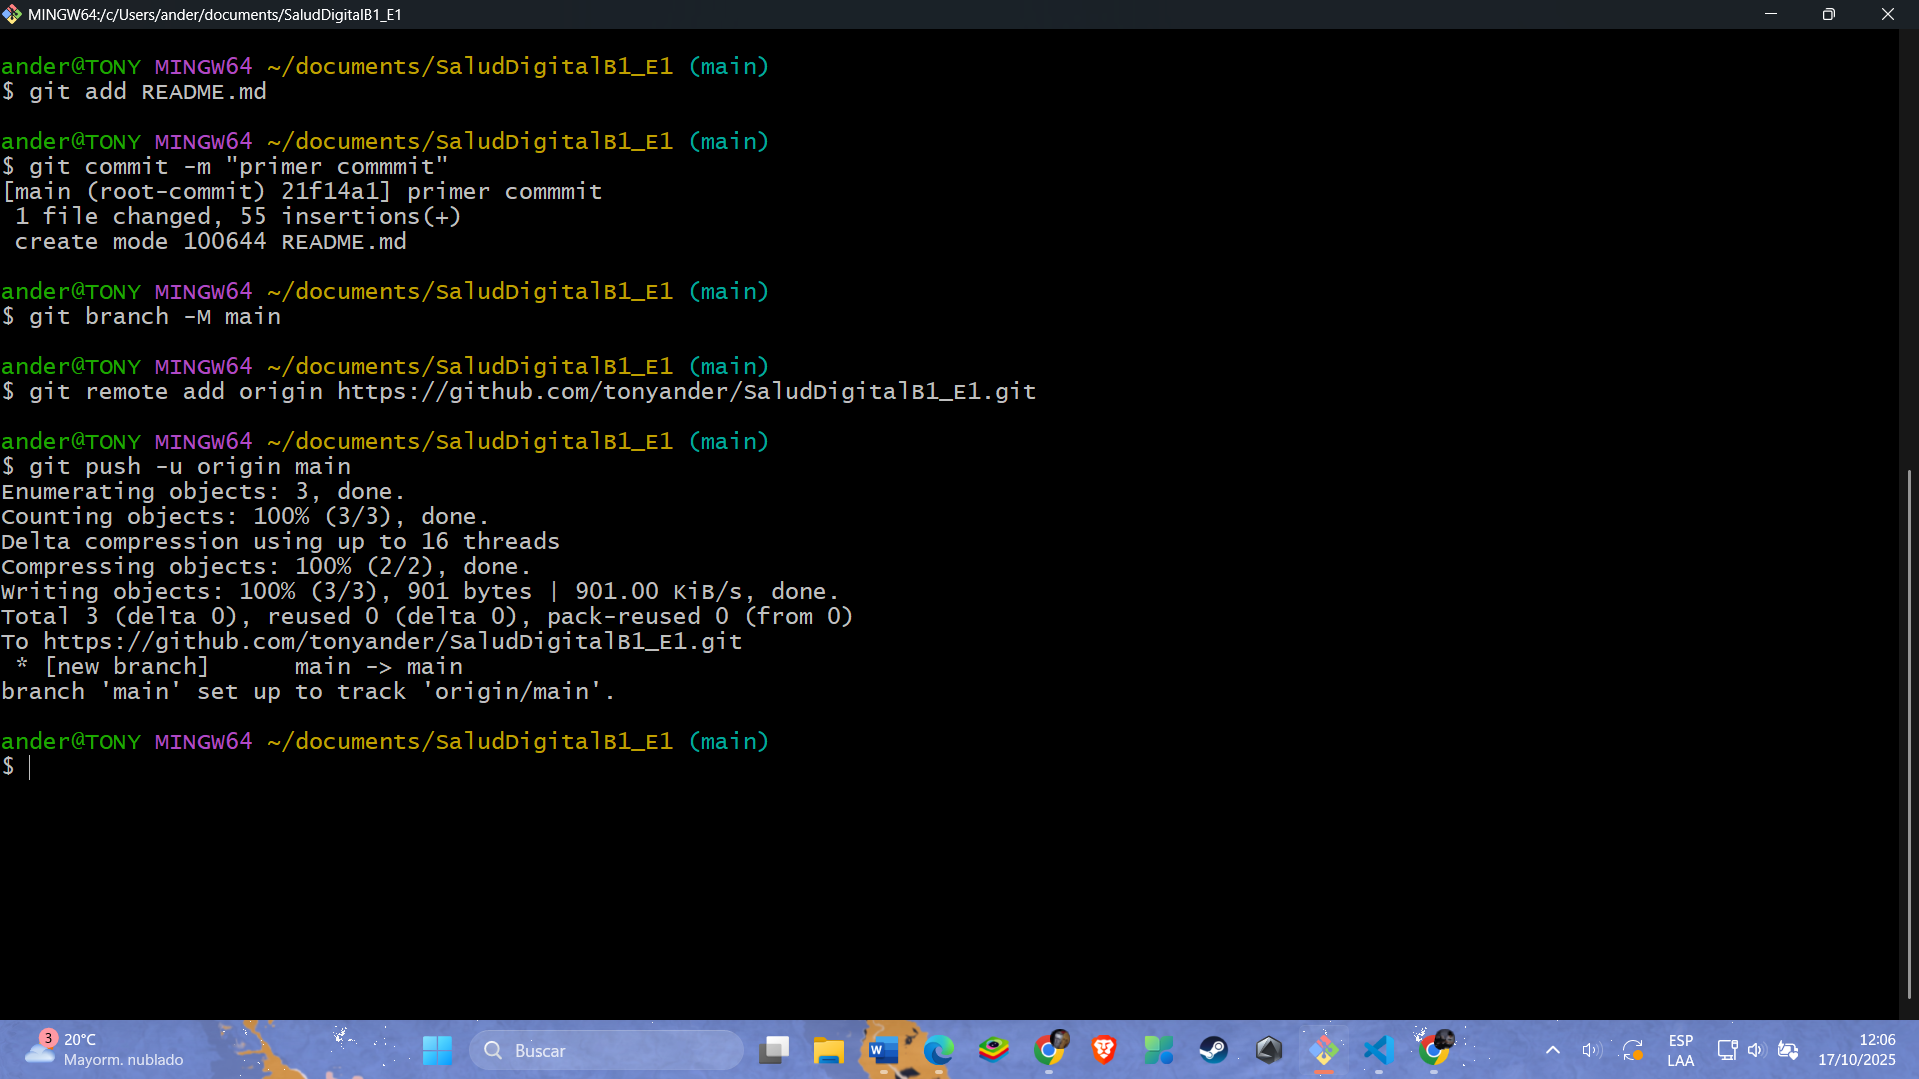 MINGW64:/c/Users/ander/documents/SaludDigitalB1_E1
ander@TONY MINGW64 ~/documents/SaludDigitalB1_E1 (main)
$ git add README.md
ander@TONY MINGW64 ~/documents/SaludDigitalB1_E1 (main)
$ git commit -m "primer commmit"
[main (root-commit) 21f14a1] primer commmit
 1 file changed, 55 insertions(+)
 create mode 100644 README.md
ander@TONY MINGW64 ~/documents/SaludDigitalB1_E1 (main)
$ git branch -M main
ander@TONY MINGW64 ~/documents/SaludDigitalB1_E1 (main)
$ git remote add origin https://github.com/tonyander/SaludDigitalB1_E1.git
ander@TONY MINGW64 ~/documents/SaludDigitalB1_E1 (main)
$ git push -u origin main
Enumerating objects: 3, done.
Counting objects: 100% (3/3), done.
Delta compression using up to 16 threads
Compressing objects: 100% (2/2), done.
Writing objects: 100% (3/3), 901 bytes | 901.00 KiB/s, done.
Total 3 (delta 0), reused 0 (delta 0), pack-reused 0 (from 0)
To https://github.com/tonyander/SaludDigitalB1_E1.git
 * [new branch]      main -> main
branch 'main' set up to track 'origin/main'.
ander@TONY MINGW64 ~/documents/SaludDigitalB1_E1 (main)
$
3
20°C
Mayorm. nublado
Buscar
W
ESP
LAA
12:06
17/10/2025